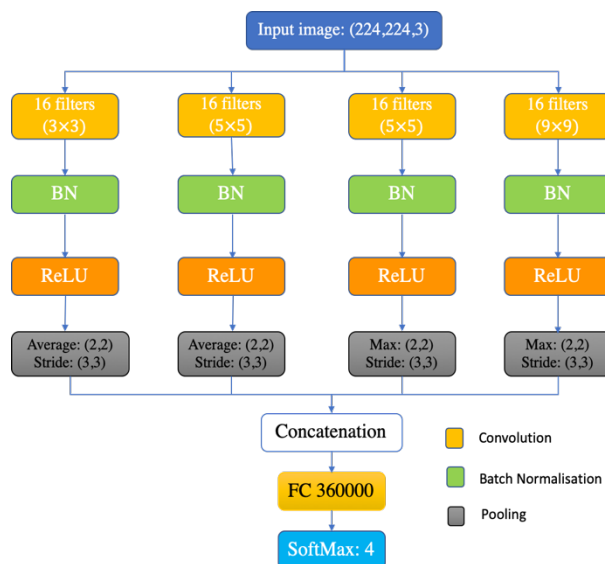 Input image: (224,224,3)
16 filters
(3×3)
16 filters
(5×5)
16 filters
(5×5)
16 filters
(9×9)
BN
BN
BN
BN
ReLU
ReLU
ReLU
ReLU
Average: (2,2)
Stride: (3,3)
Average: (2,2)
Stride: (3,3)
Max: (2,2)
Stride: (3,3)
Max: (2,2)
Stride: (3,3)
Concatenation
Convolution
FC 360000
Batch Normalisation
Pooling
SoftMax: 4